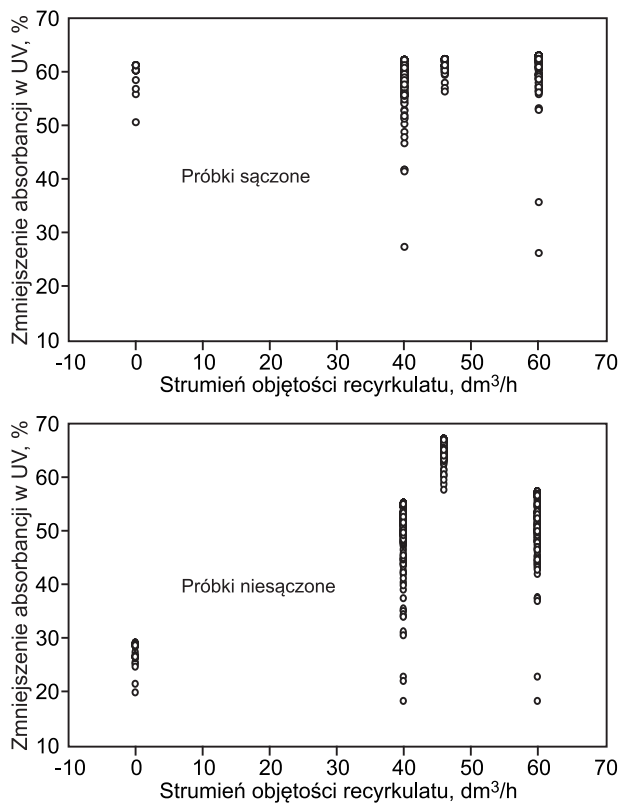 Zmniejszenie absorbancji w UV, %
70
60
50
40
30
20
10
Próbki sączone
-10 0 10 20 30 40 50 60 70
Strumień objętości recyrkulatu, dm³/h
Zmniejszenie absorbancji w UV, %
70
60
50
40
30
20
10
Próbki niesączone
-10 0 10 20 30 40 50 60 70
Strumień objętości recyrkulatu, dm³/h